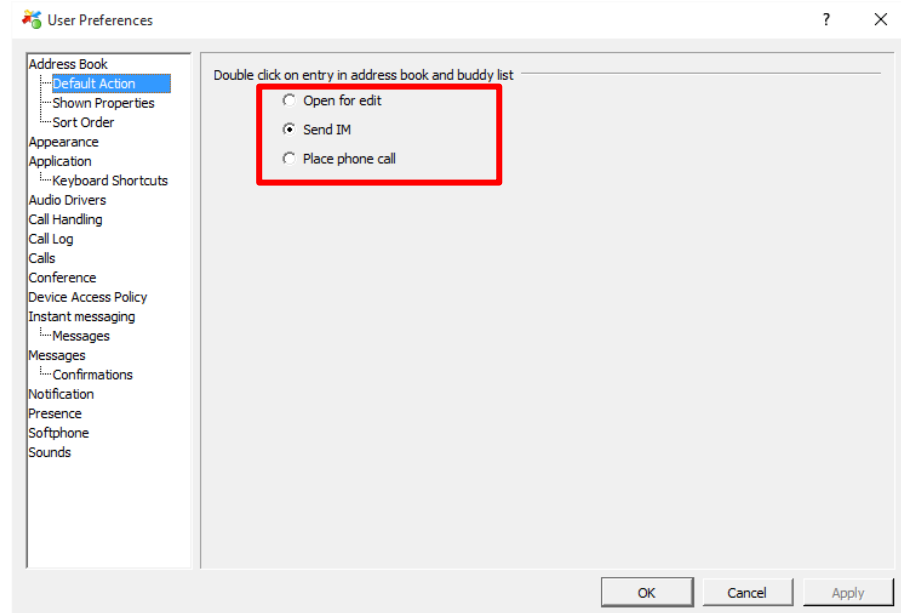 User Preferences
?
Address Book
Default Action
Shown Properties
Sort Order
Appearance
Application
Keyboard Shortcuts
Audio Drivers
Call Handling
Call Log
Calls
Conference
Device Access Policy
Instant messaging
Messages
Messages
Confirmations
Notification
Presence
Softphone
Sounds
Double click on entry in address book and buddy list
Open for edit
Send IM
Place phone call
OK
Cancel
Apply